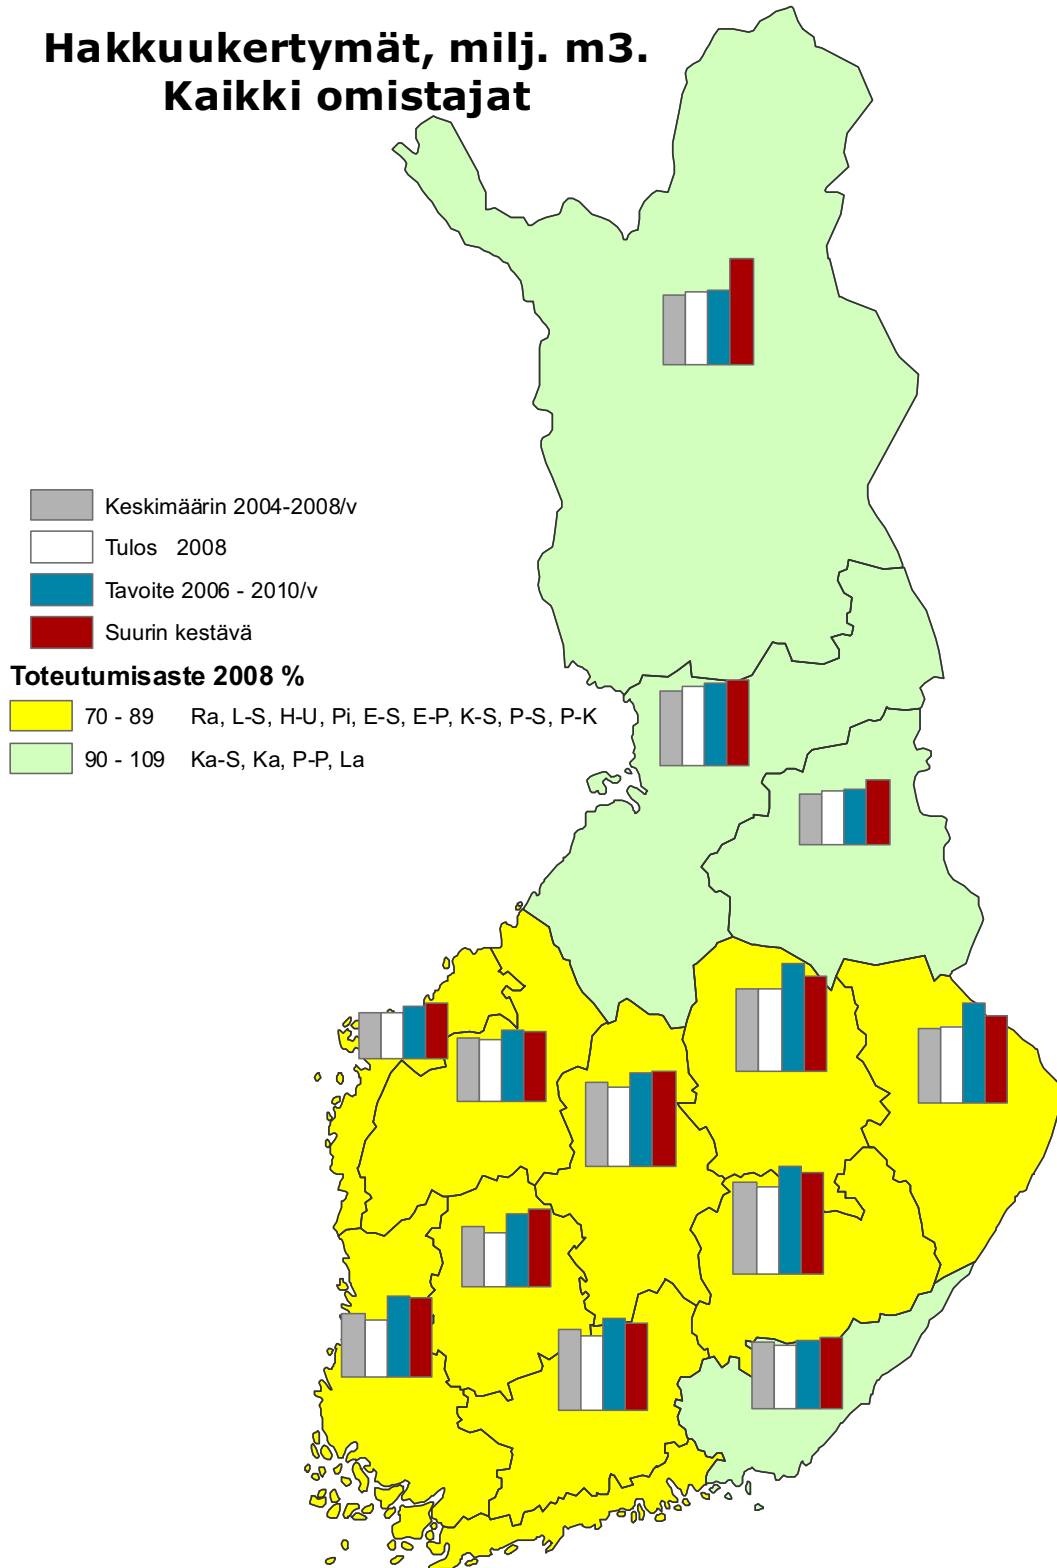 Hakkuukertymät, milj. m3.
Kaikki omistajat
Keskimäärin 2004-2008/v
Tulos 2008
Tavoite 2006 - 2010/v
Suurin kestävä
Toteutumisaste 2008 %
70 - 89 Ra, L-S, H-U, Pi, E-S, E-P, K-S, P-S, P-K
90 - 109 Ka-S, Ka, P-P, La